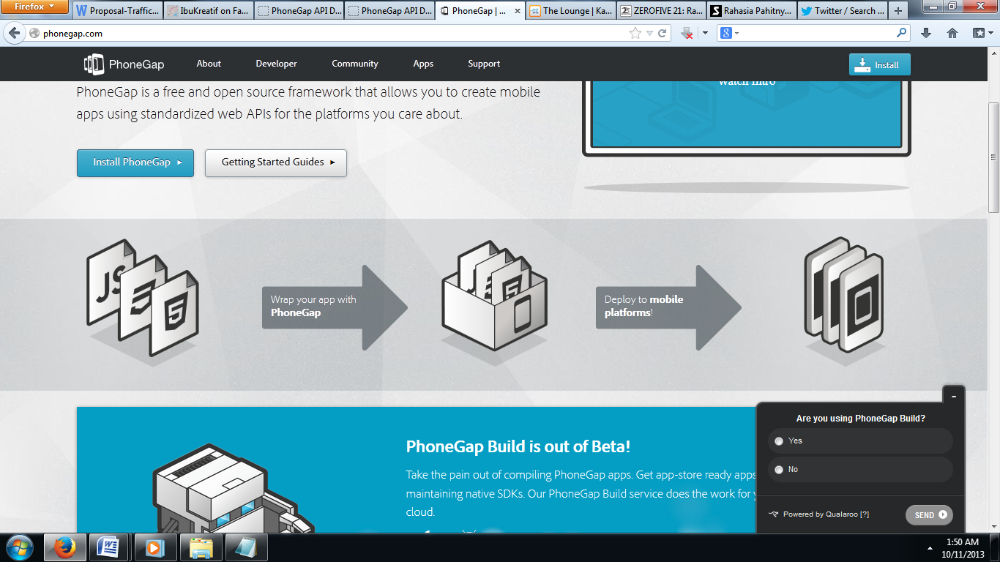 Firefox
Proposal-Traffic...
IbuKreatif on Fa...
PhoneGap API D...
PhoneGap API D...
PhoneGap | ...
The Lounge | Ka...
ZEROFIVE 21: Ra...
Rahasia Pahitny...
Twitter / Search ...
phonegap.com
PhoneGap
About
Developer
Community
Apps
Support
Install
Watch Intro
PhoneGap is a free and open source framework that allows you to create mobile
apps using standardized web APIs for the platforms you care about.
Install PhoneGap
Getting Started Guides
JS
Wrap your app with
PhoneGap
Deploy to mobile
platforms!
PhoneGap Build is out of Beta!
Take the pain out of compiling PhoneGap apps. Get app-store ready apps
maintaining native SDKs. Our PhoneGap Build service does the work for
cloud.
Are you using PhoneGap Build?
Yes
No
Powered by Qualaroo [?]
SEND
1:50 AM
10/11/2013